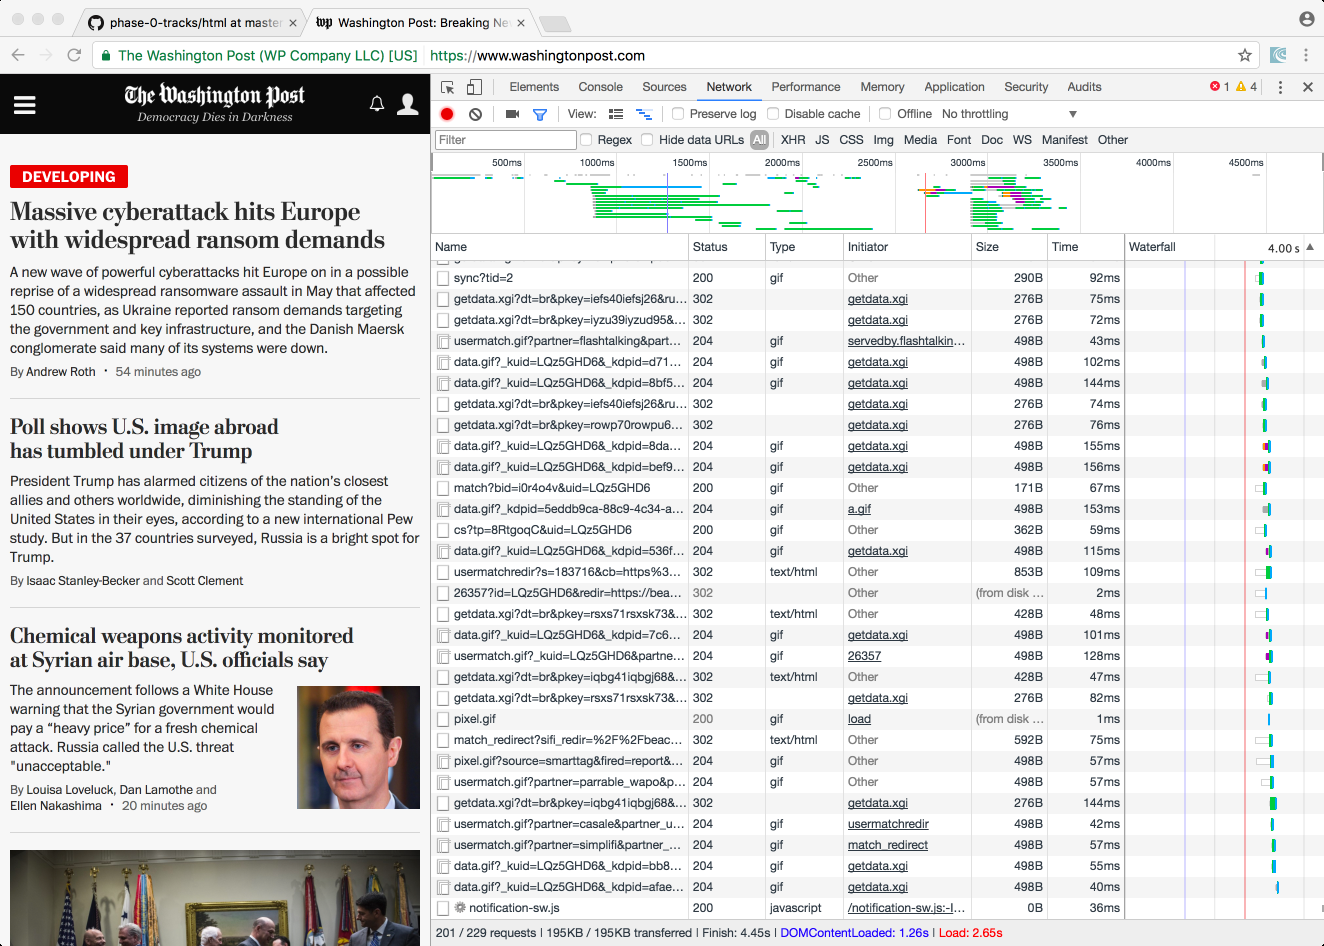 phase-0-tracks/html at master
Washington Post: Breaking Ne
The Washington Post (WP Company LLC) [US] https://www.washingtonpost.com
The Washington Post
Democracy Dies in Darkness
DEVELOPING
Massive cyberattack hits Europe
with widespread ransom demands
A new wave of powerful cyberattacks hit Europe on in a possible
reprise of a widespread ransomware assault in May that affected
150 countries, as Ukraine reported ransom demands targeting
the government and key infrastructure, and the Danish Maersk
conglomerate said many of its systems were down.
By Andrew Roth • 54 minutes ago
Poll shows U.S. image abroad
has tumbled under Trump
President Trump has alarmed citizens of the nation's closest
allies and others worldwide, diminishing the standing of the
United States in their eyes, according to a new international Pew
study. But in the 37 countries surveyed, Russia is a bright spot for
Trump.
By Isaac Stanley-Becker and Scott Clement
Chemical weapons activity monitored
at Syrian air base, U.S. officials say
The announcement follows a White House
warning that the Syrian government would
pay a “heavy price” for a fresh chemical
attack. Russia called the U.S. threat
"unacceptable."
By Louisa Loveluck, Dan Lamothe and
Ellen Nakashima • 20 minutes ago
Elements Console Sources Network Performance Memory Application Security Audits 1 4
View: Preserve log Disable cache Offline No throttling
Filter Regex Hide data URLs All XHR JS CSS Img Media Font Doc WS Manifest Other
500ms 1000ms 1500ms 2000ms 2500ms 3000ms 3500ms 4000ms 4500ms
Name Status Type Initiator Size Time Waterfall 4.00 s
sync?tid=2 200 gif Other 290B 92ms
getdata.xgi?dt=br&pkey=iefs40iefsj26&ru... 302 getdata.xgi 276B 75ms
getdata.xgi?dt=br&pkey=iyzu39iyzud95&... 302 getdata.xgi 276B 72ms
usermatch.gif?partner=flashtalking&part... 204 gif servedby.flashtalkin... 498B 43ms
data.gif?_kuid=LQz5GHD6&_kdpid=d71... 204 gif getdata.xgi 498B 102ms
data.gif?_kuid=LQz5GHD6&_kdpid=8bf5... 204 gif getdata.xgi 498B 144ms
getdata.xgi?dt=br&pkey=iefs40iefsj26&ru... 302 getdata.xgi 276B 74ms
getdata.xgi?dt=br&pkey=rowp70rowpu6... 302 getdata.xgi 276B 76ms
data.gif?_kuid=LQz5GHD6&_kdpid=8da... 204 gif getdata.xgi 498B 155ms
data.gif?_kuid=LQz5GHD6&_kdpid=bef9... 204 gif getdata.xgi 498B 156ms
match?bid=i0r4o4v&uid=LQz5GHD6 200 gif Other 171B 67ms
data.gif?_kdpid=5eddb9ca-88c9-4c34-a... 204 gif a.gif 498B 153ms
cs?tp=8RtgoqC&uid=LQz5GHD6 200 gif Other 362B 59ms
data.gif?_kuid=LQz5GHD6&_kdpid=536f... 204 gif getdata.xgi 498B 115ms
usermatchredir?s=183716&cb=https%3... 302 text/html Other 853B 109ms
26357?id=LQz5GHD6&redir=https://bea... 302 Other (from disk ... 2ms
getdata.xgi?dt=br&pkey=rsxs71rsxsk73&... 302 text/html Other 428B 48ms
data.gif?_kuid=LQz5GHD6&_kdpid=7c6... 204 gif getdata.xgi 498B 101ms
usermatch.gif?_kuid=LQz5GHD6&partne... 204 gif 26357 498B 128ms
getdata.xgi?dt=br&pkey=iqbg41iqbgj68&... 302 text/html Other 428B 47ms
getdata.xgi?dt=br&pkey=rsxs71rsxsk73&... 302 getdata.xgi 276B 82ms
pixel.gif 200 gif load (from disk ... 1ms
match_redirect?sifi_redir=%2F%2Fbeac... 302 text/html Other 592B 75ms
pixel.gif?source=smarttag&fired=report&... 204 gif Other 498B 57ms
usermatch.gif?partner=parrable_wapo&p... 204 gif Other 498B 57ms
getdata.xgi?dt=br&pkey=iqbg41iqbgj68&... 302 getdata.xgi 276B 144ms
usermatch.gif?partner=casale&partner_u... 204 gif usermatchredir 498B 42ms
usermatch.gif?partner=simplifi&partner_... 204 gif match_redirect 498B 57ms
data.gif?_kuid=LQz5GHD6&_kdpid=bb8... 204 gif getdata.xgi 498B 55ms
data.gif?_kuid=LQz5GHD6&_kdpid=afae... 204 gif getdata.xgi 498B 40ms
notification-sw.js 200 javascript /notification-sw.js:-I... 0B 36ms
201 / 229 requests | 195KB / 195KB transferred | Finish: 4.45s | DOMContentLoaded: 1.26s | Load: 2.65s